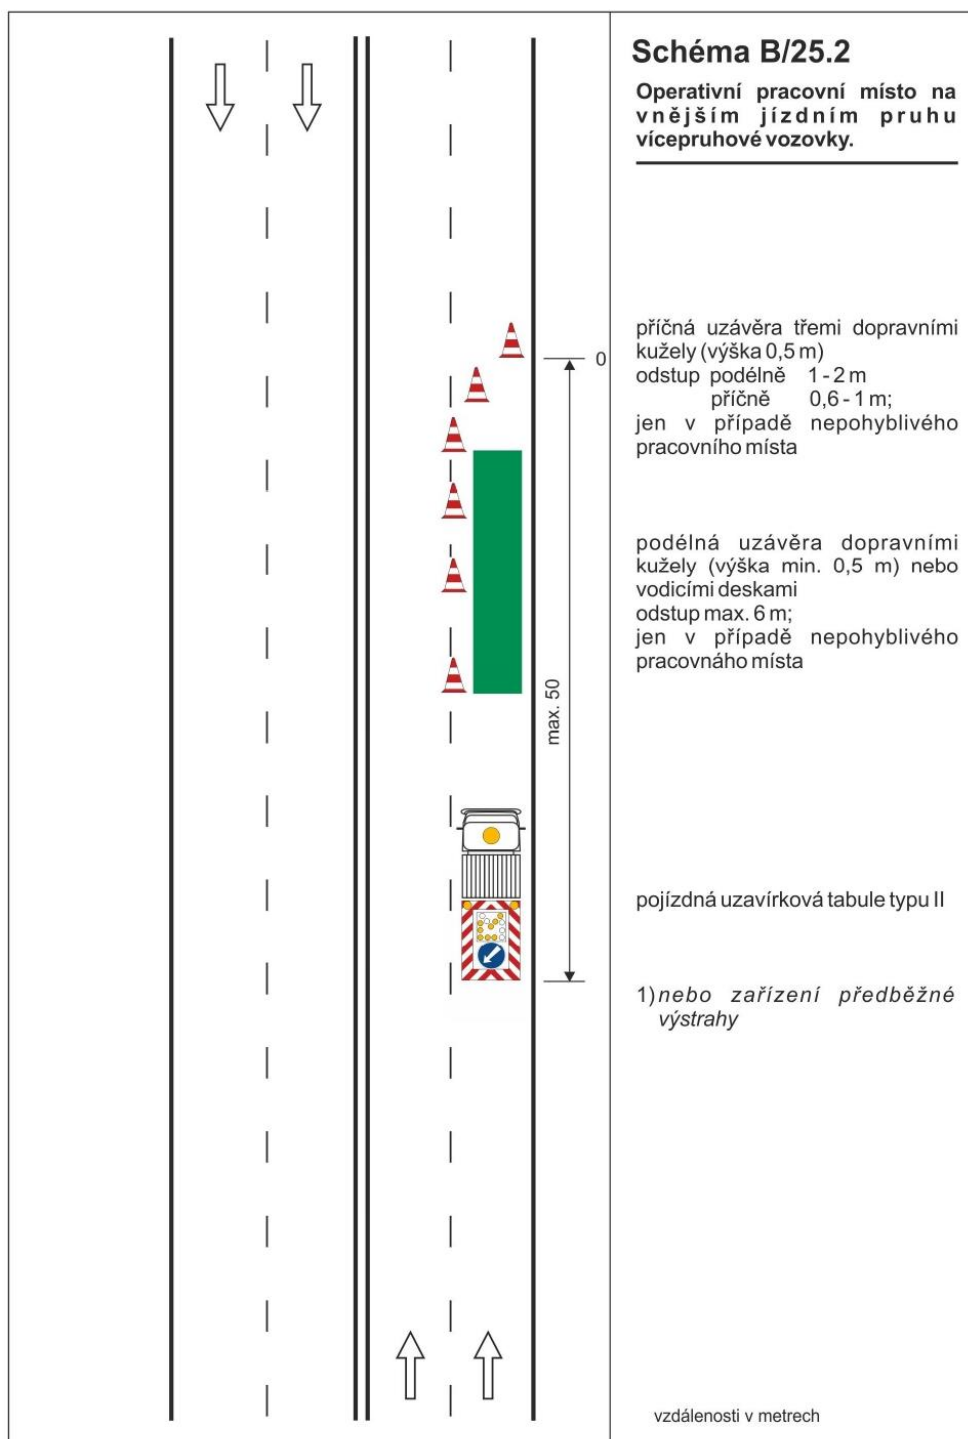 Schéma B/25.2
Operativní pracovní místo na
vnějším jízdním pruhu
vícepruhové vozovky.
0
příčná uzávěra třemi dopravními
kužely (výška 0,5 m)
odstup podélně 1 - 2 m
příčně 0,6 - 1 m;
jen v případě nepohyblivého
pracovního místa
podélná uzávěra dopravními
kužely (výška min. 0,5 m) nebo
vodicími deskami
odstup max. 6 m;
jen v případě nepohyblivého
pracovnáho místa
max. 50
pojízdná uzavírková tabule typu II
1) nebo zařízení předběžné
výstrahy
vzdálenosti v metrech